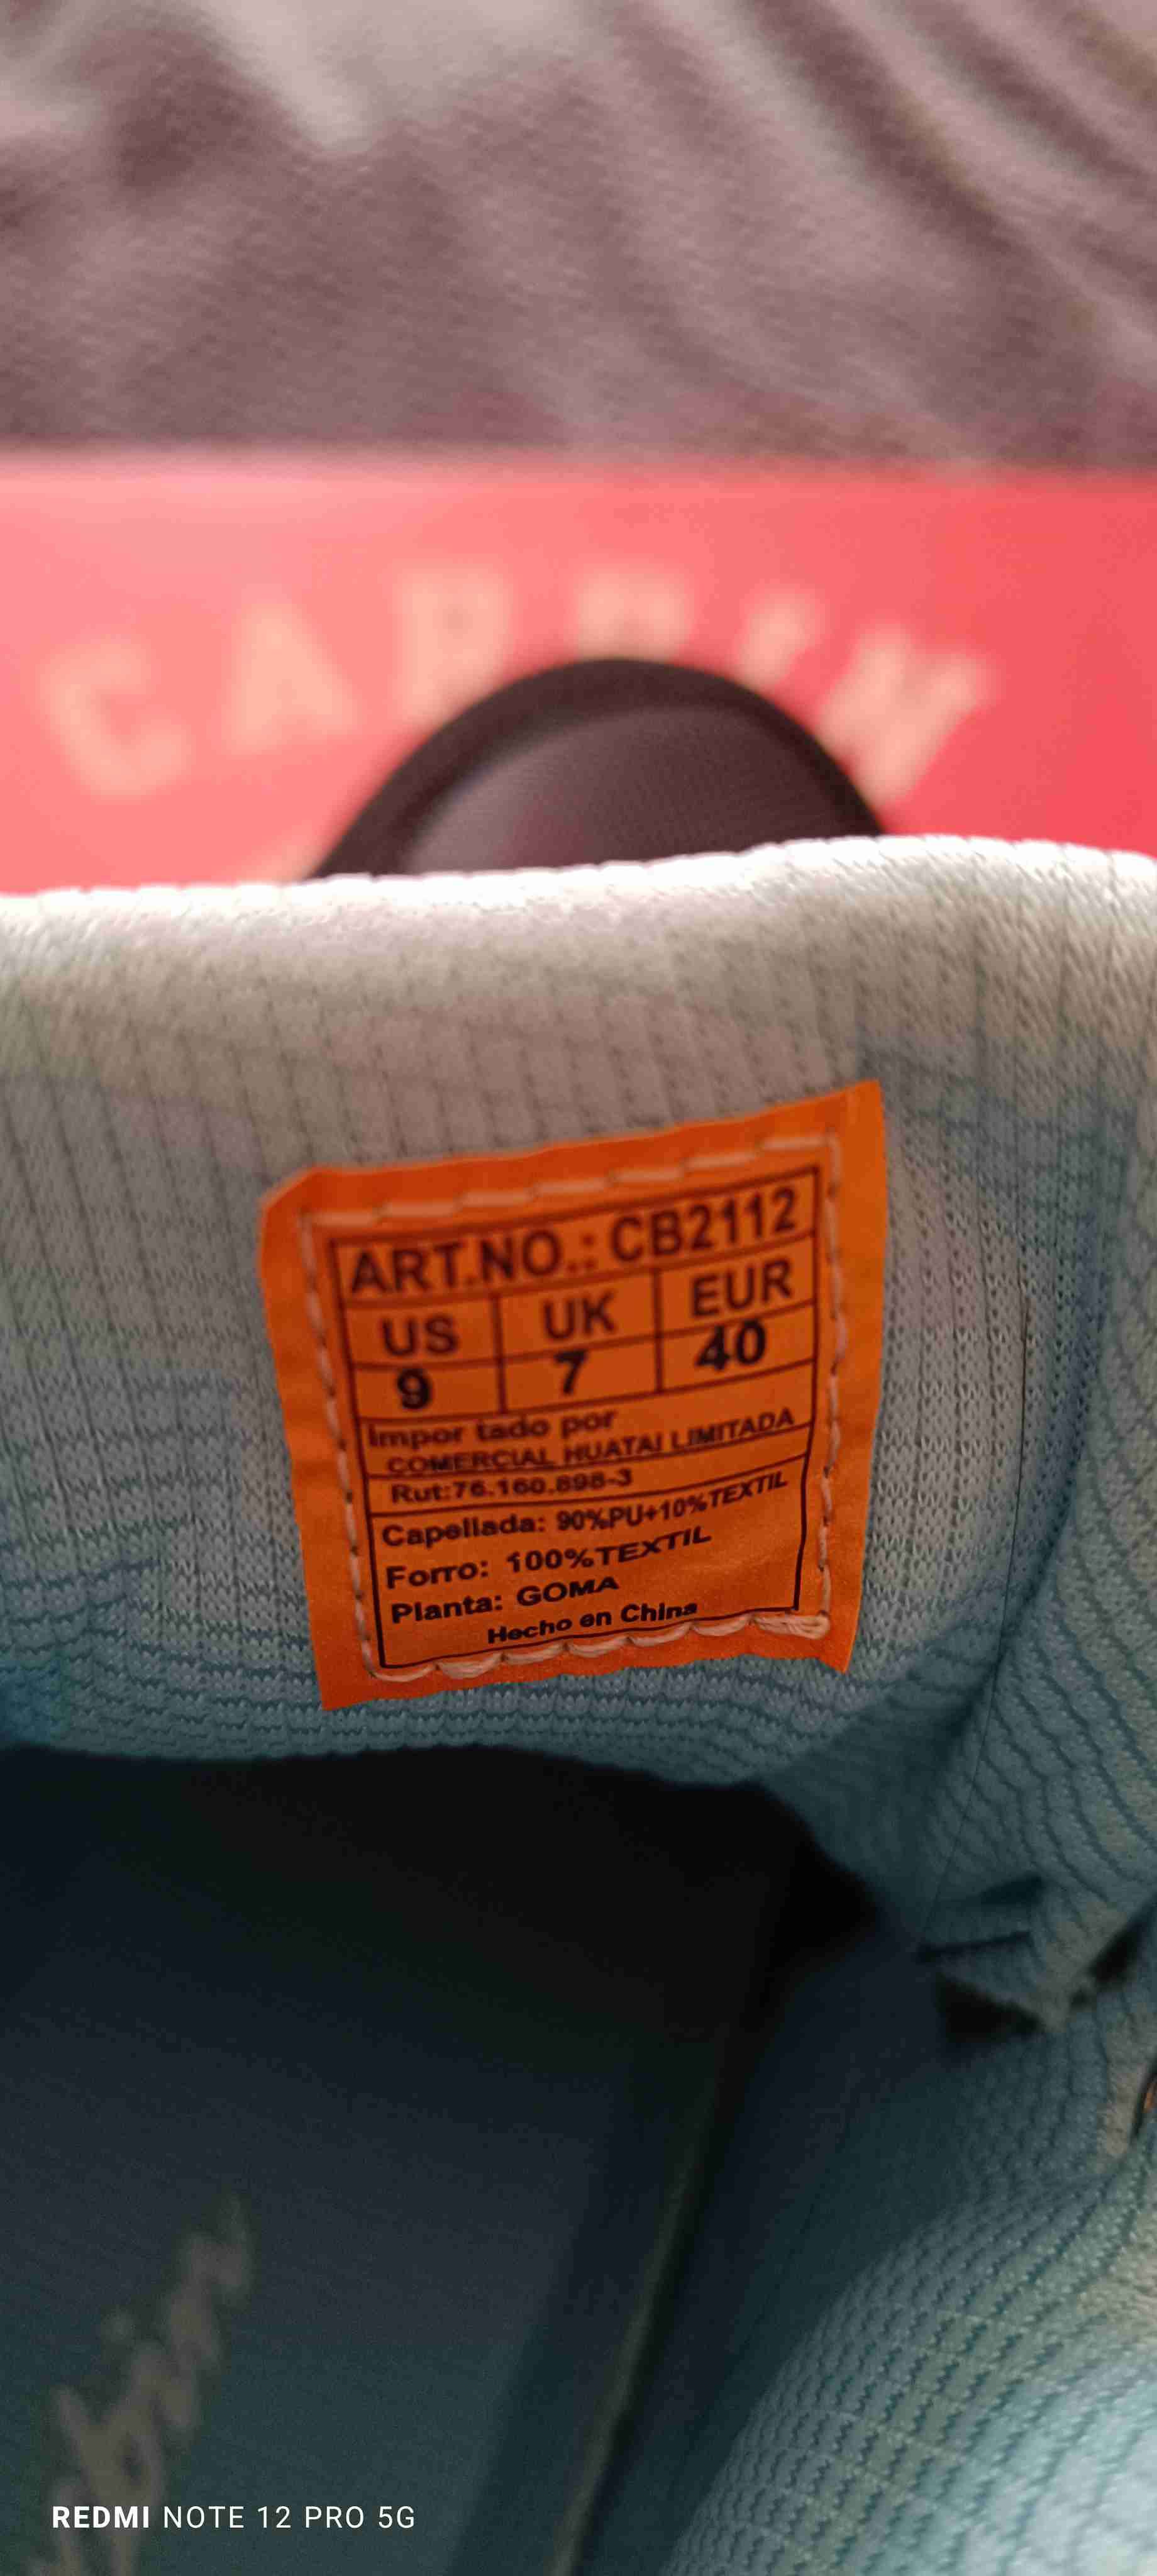 ART.NO.: CB2112
US UK EUR
9 7 40
Impor tado por
COMERCIAL HUATAI LIMITADA
Rut:76.160.898-3
Capellada: 90%PU+10%TEXTIL
Forro: 100%TEXTIL
Planta: GOMA
Hecho en China
REDMI NOTE 12 PRO 5G